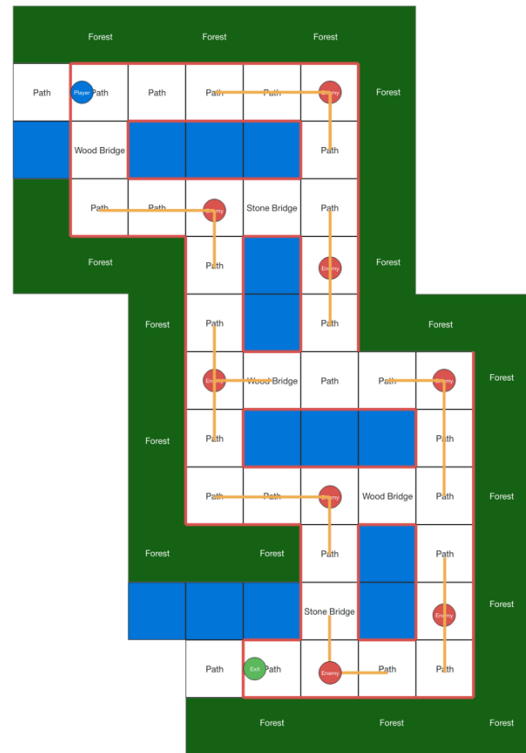 Forest Forest Forest
Path Player Path Path Path Path Enemy Forest
Wood Bridge Path
Path Path Enemy Stone Bridge Path
Forest Path Enemy Forest
Forest Path Path Forest
Enemy Wood Bridge Path Path Enemy Forest
Forest Path Path Forest
Path Path Enemy Wood Bridge Path Forest
Forest Forest Path Path Forest
Stone Bridge Enemy Forest
Path Exit Path Enemy Path Path
Forest Forest Forest